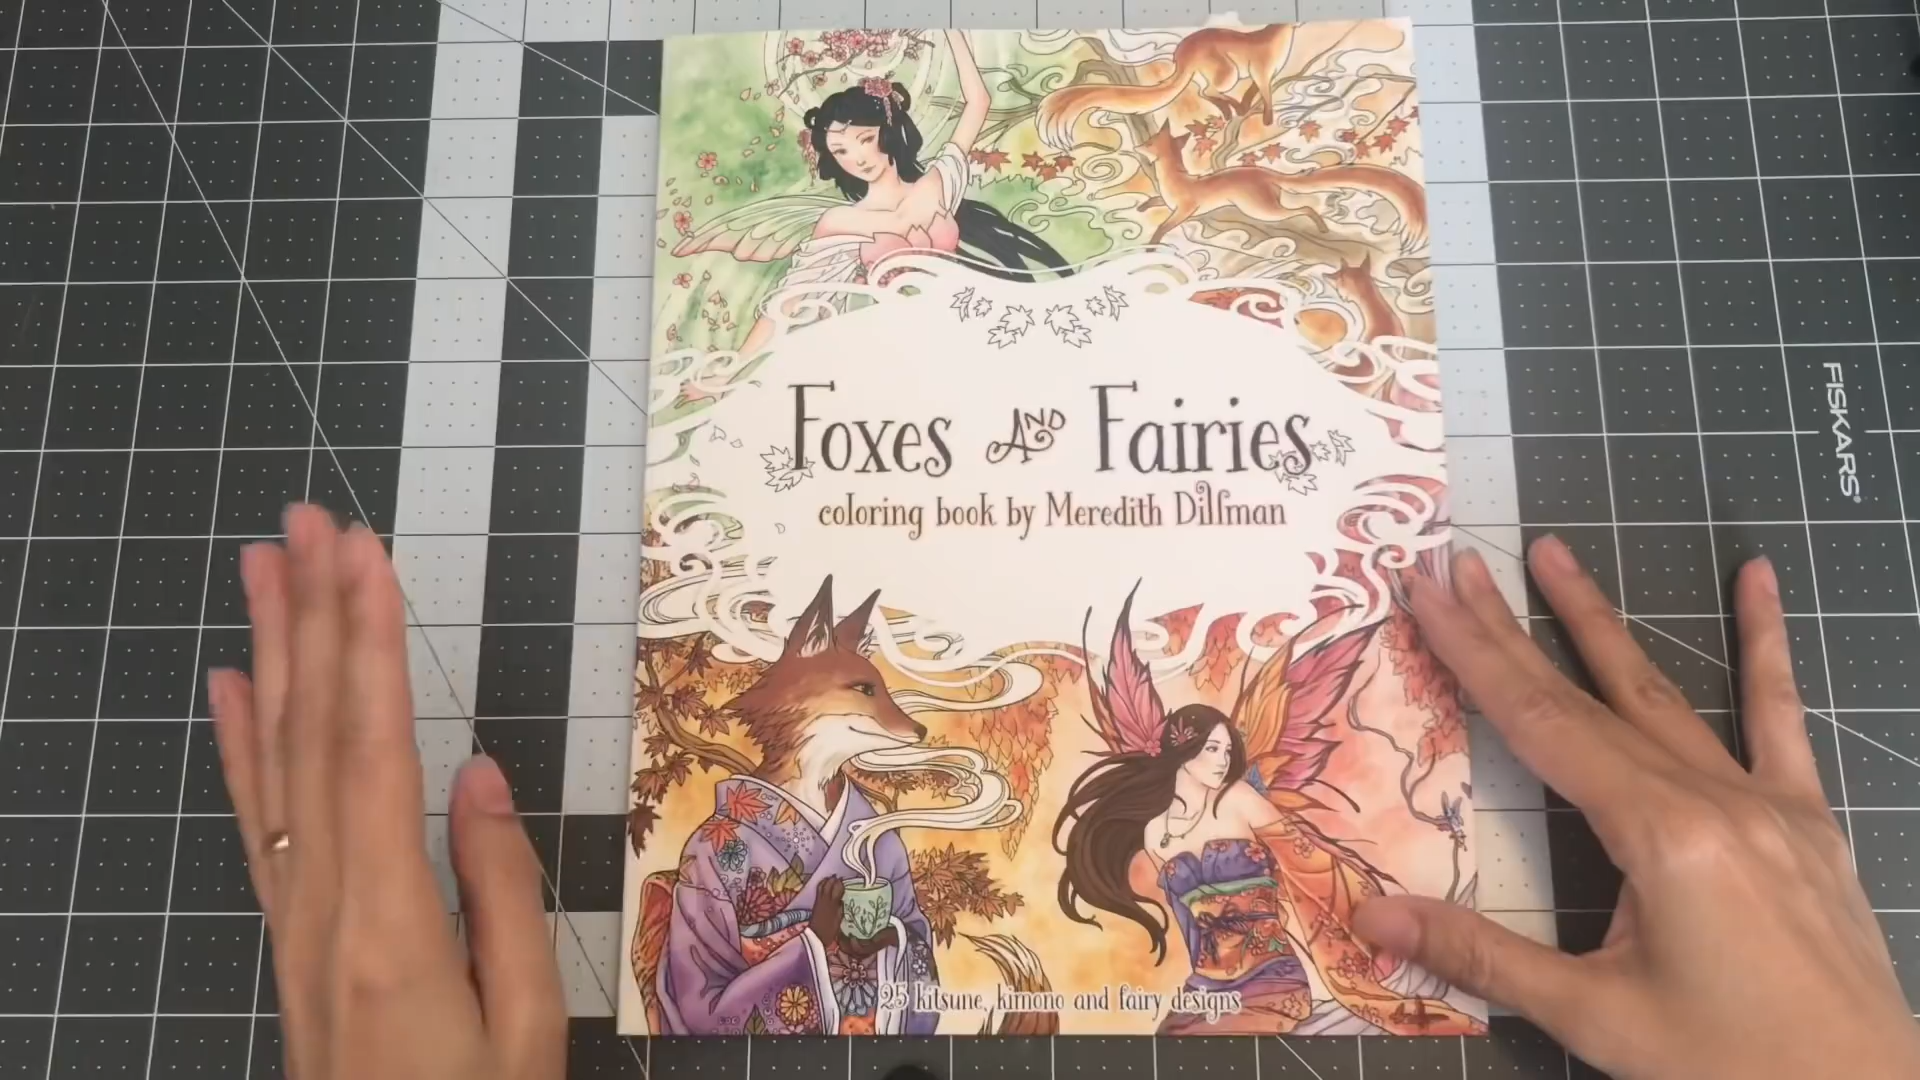 Foxes AND Fairies
coloring book by Meredith Dillman
25 kitsune, kimono and fairy designs
FISKARS®